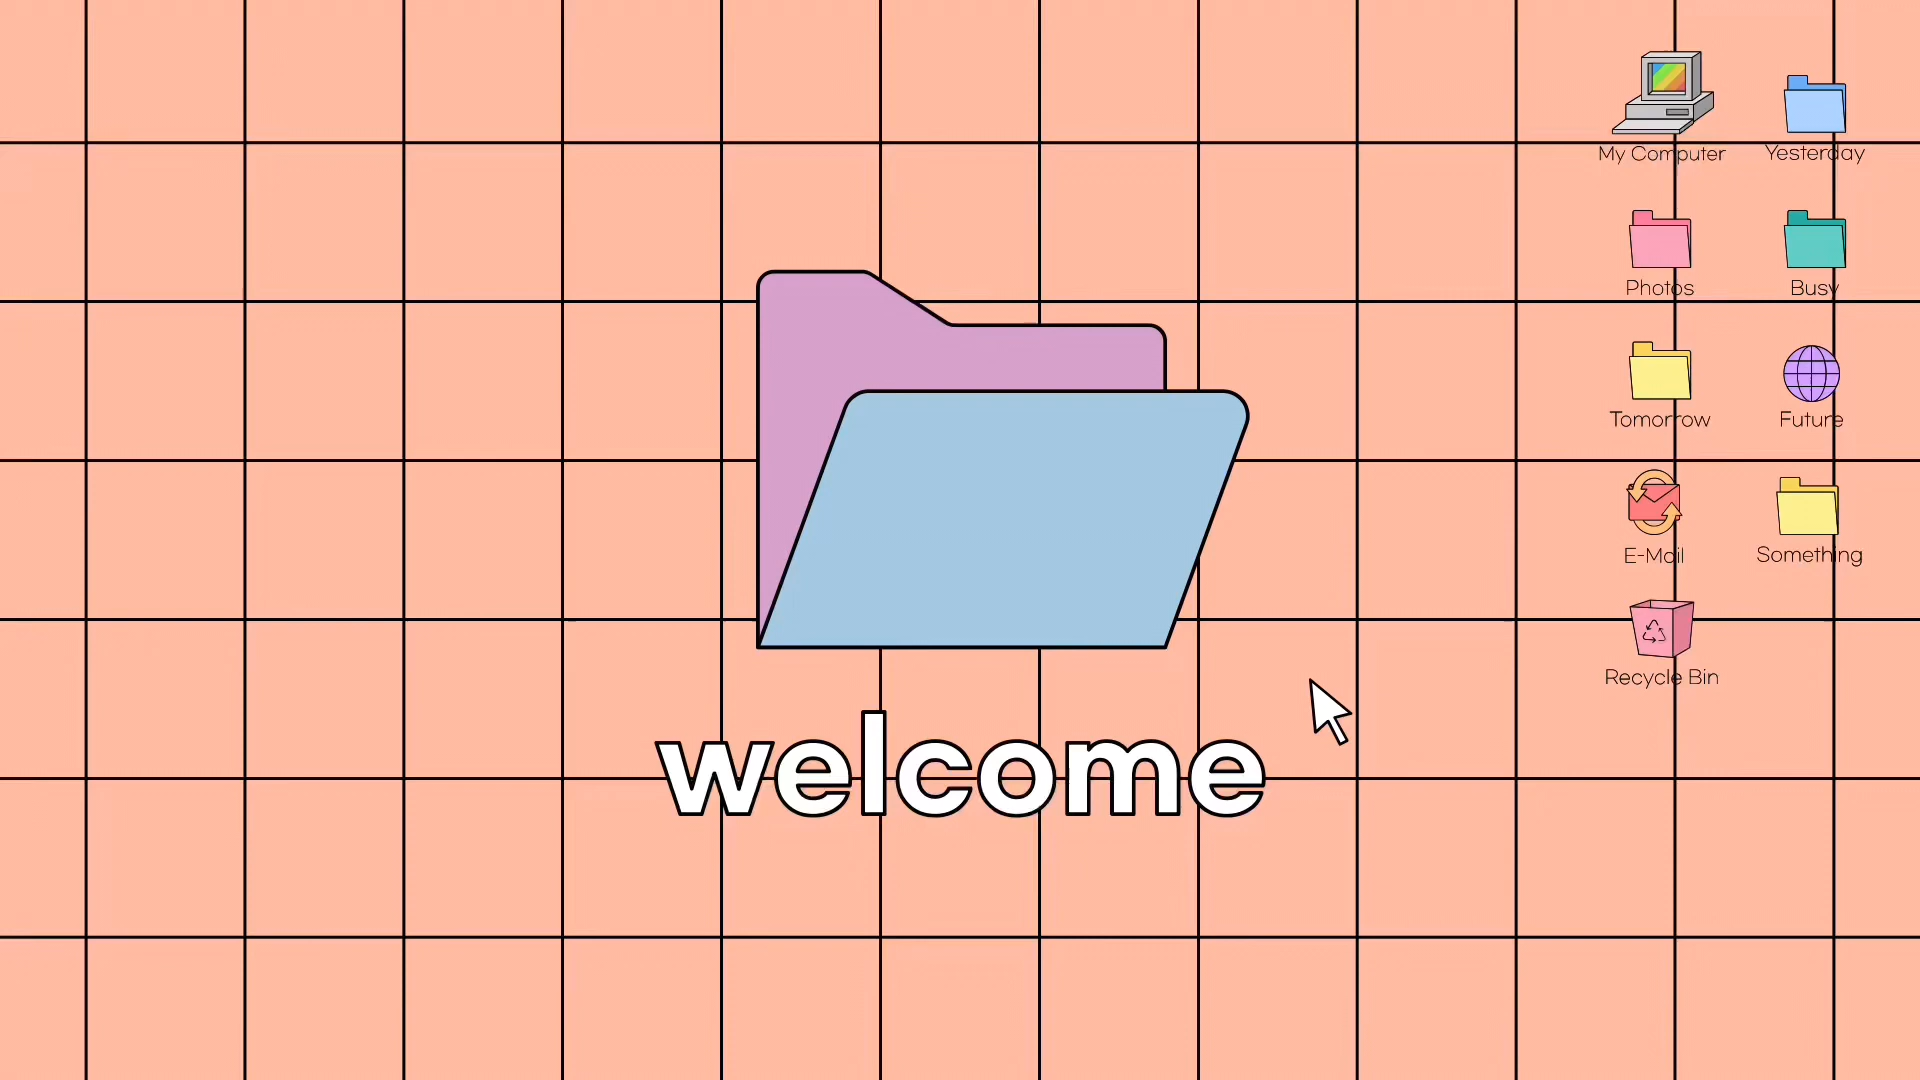 My Computer
Yesterday
Photos
Busy
Tomorrow
Future
E-Mail
Something
Recycle Bin
welcome